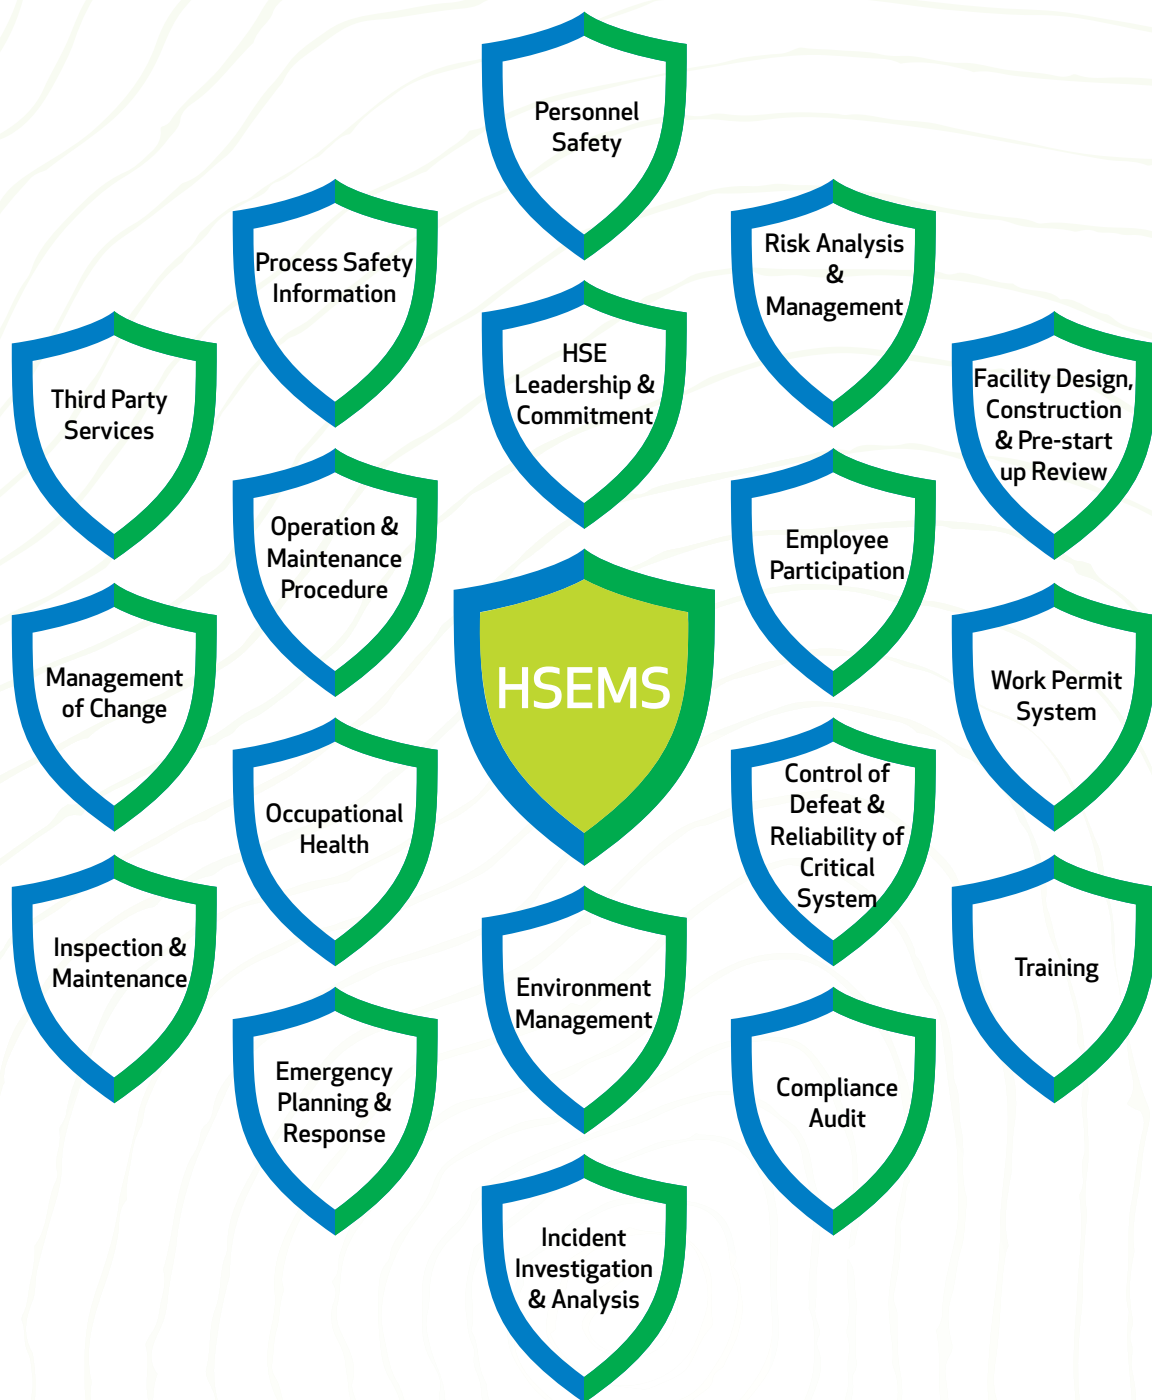 Personnel
Safety
Process Safety
Information
Risk Analysis
&
Management
HSE
Leadership &
Commitment
Third Party
Services
Facility Design,
Construction
& Pre-start
up Review
Operation &
Maintenance
Procedure
Employee
Participation
HSEMS
Management
of Change
Work Permit
System
Occupational
Health
Control of
Defeat &
Reliability of
Critical
System
Inspection &
Maintenance
Environment
Management
Training
Emergency
Planning &
Response
Compliance
Audit
Incident
Investigation
& Analysis